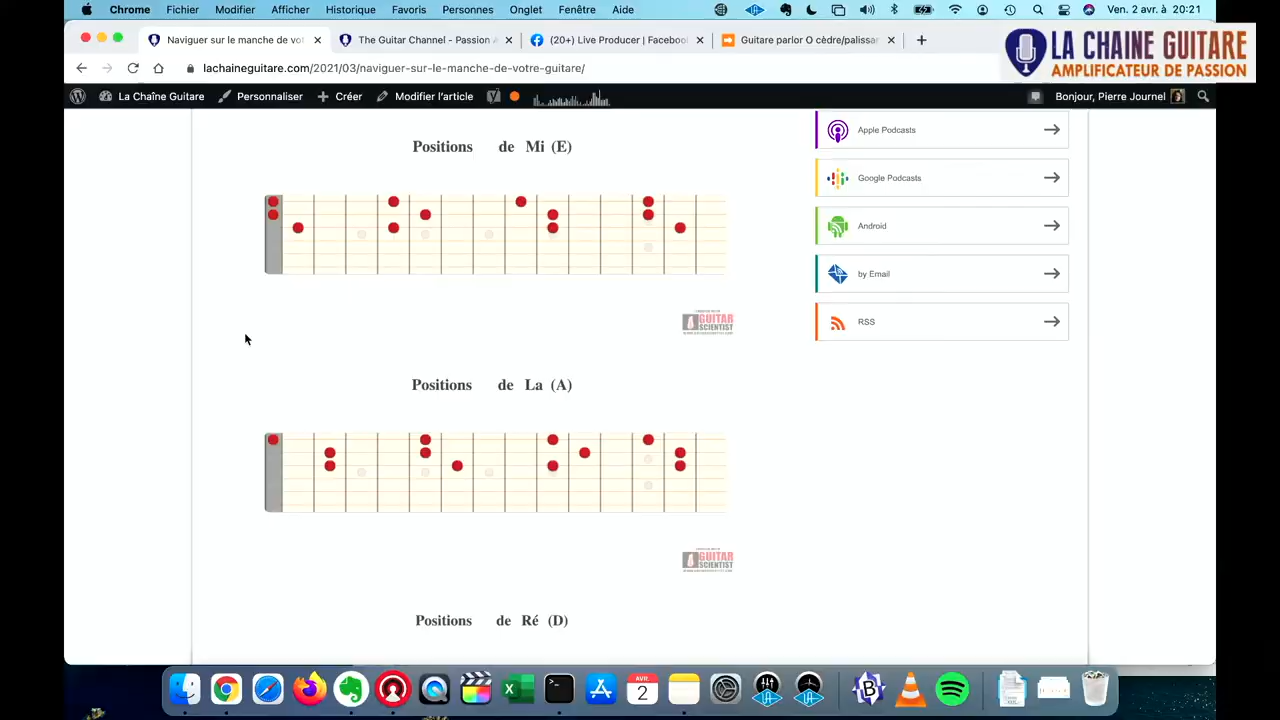 Chrome Fichier Modifier Afficher Historique Favoris Personnes Onglet Fenêtre Aide Ven. 2 avr. à 20:21
Naviguer sur le manche de vo
The Guitar Channel - Passion A
(20+) Live Producer | Facebook
Guitare parlor O cèdre/palissan
LA CHAINE GUITARE
AMPLIFICATEUR DE PASSION
lachaineguitare.com/2021/03/naviguer-sur-le-manche-de-votre-guitare/
La Chaîne Guitare Personnaliser Créer Modifier l'article Bonjour, Pierre Journel
Positions de Mi (E)
Apple Podcasts
Google Podcasts
Android
by Email
RSS
GUITAR
SCIENTIST
Positions de La (A)
GUITAR
SCIENTIST
Positions de Ré (D)
AVR.
2